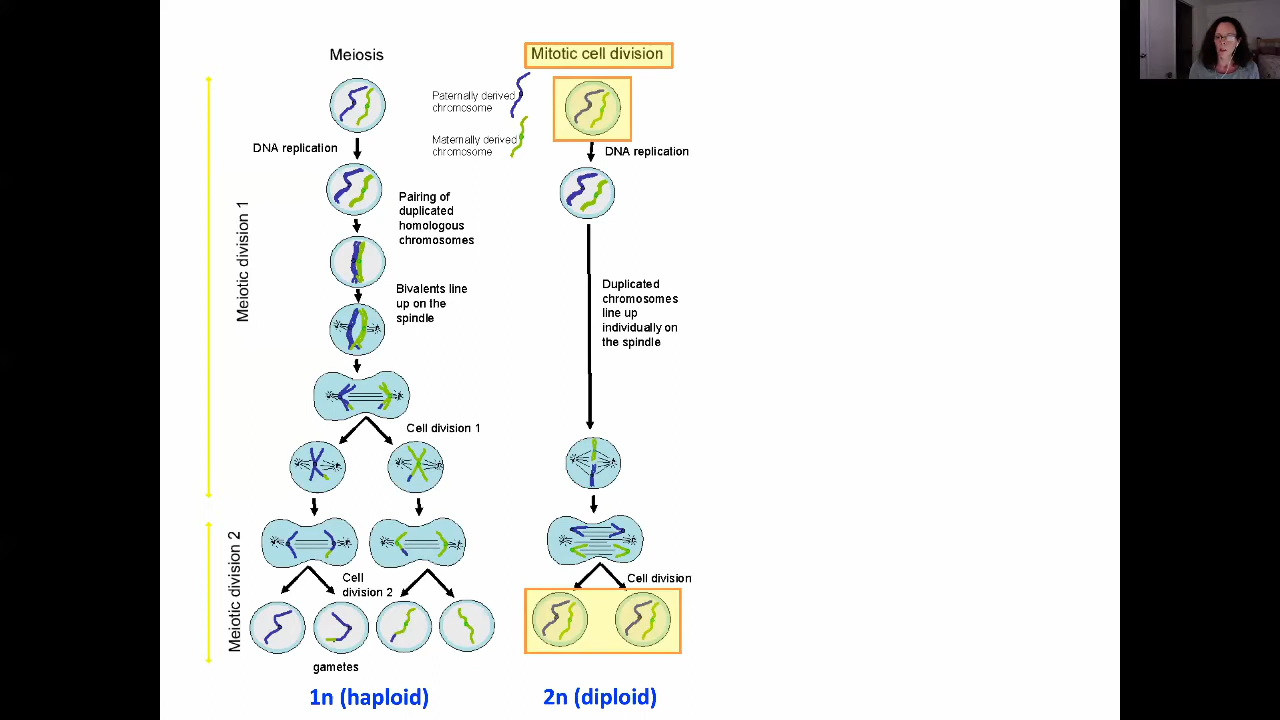 Meiosis
Mitotic cell division
Paternally derived
chrmosome
Maternally derived
chrmosome
DNA replication
DNA replication
Pairing of
duplicated
homologous
chromosomes
Meiotic division 1
Bivalents line
up on the
spindle
Duplicated
chromosomes
line up
individually on
the spindle
Cell division 1
Meiotic division 2
Cell
division 2
Cell division
gametes
1n (haploid)
2n (diploid)